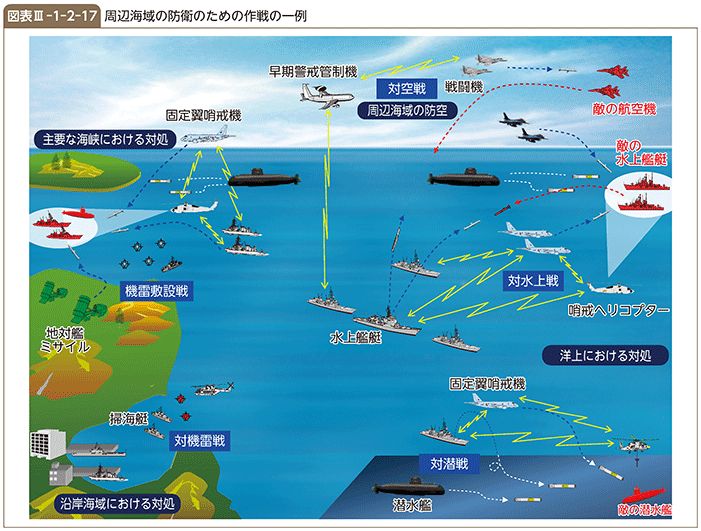 図表Ⅲ-1-2-17 周辺海域の防衛のための作戦の一例
早期警戒管制機
対空戦
戦闘機
敵の航空機
周辺海域の防空
固定翼哨戒機
主要な海峡における対処
敵の
水上艦艇
機雷敷設戦
対水上戦
哨戒ヘリコプター
地対艦
ミサイル
水上艦艇
洋上における対処
固定翼哨戒機
掃海艇
対機雷戦
対潜戦
沿岸海域における対処
潜水艦
敵の潜水艦